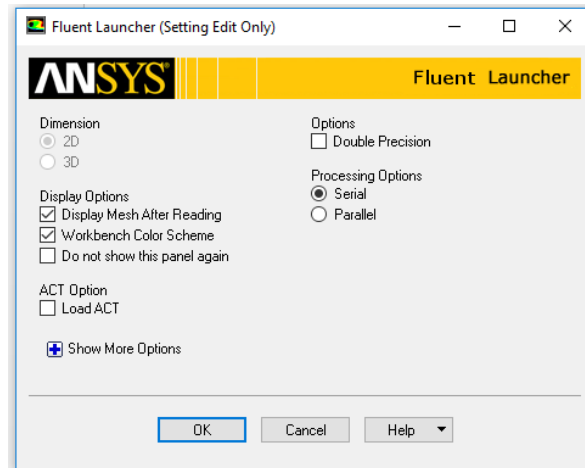 Fluent Launcher (Setting Edit Only)
ANSYS
Fluent Launcher
Dimension
2D
3D
Display Options
Display Mesh After Reading
Workbench Color Scheme
Do not show this panel again
ACT Option
Load ACT
Show More Options
Options
Double Precision
Processing Options
Serial
Parallel
OK
Cancel
Help